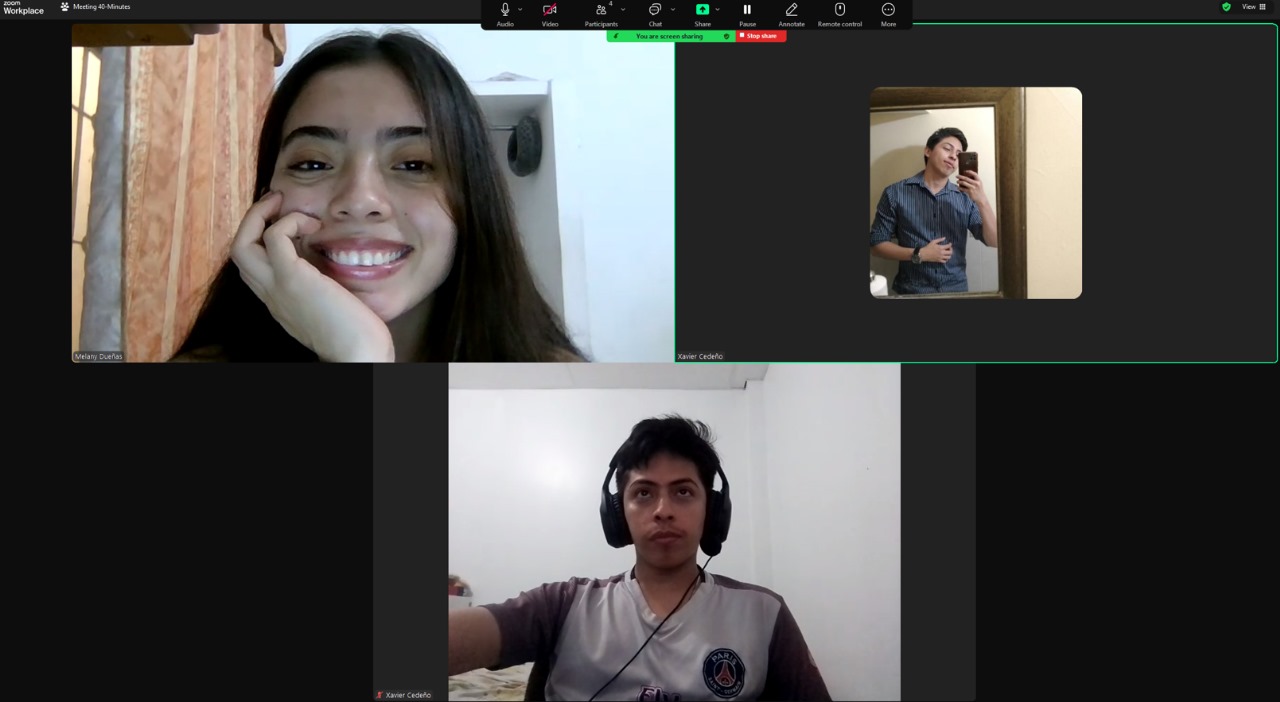 zoom
Workplace
Meeting 40-Minutes
4
Audio
Video
Participants
Chat
Share
Pause
Annotate
Remote control
More
View
You are screen sharing
Stop share
Melany Dueñas
Xavier Cedeño
PARIS
Xavier Cedeño